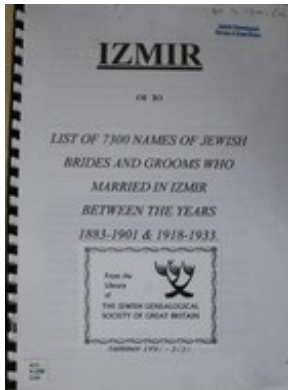 IZMIR
LIST OF 7300 NAMES OF JEWISH
BRIDES AND GROOMS WHO
MARRIED IN IZMIR
BETWEEN THE YEARS
1883-1901 & 1918-1933.
From the
Library
of
THE JEWISH GENEALOGICAL
SOCIETY OF GREAT BRITAIN